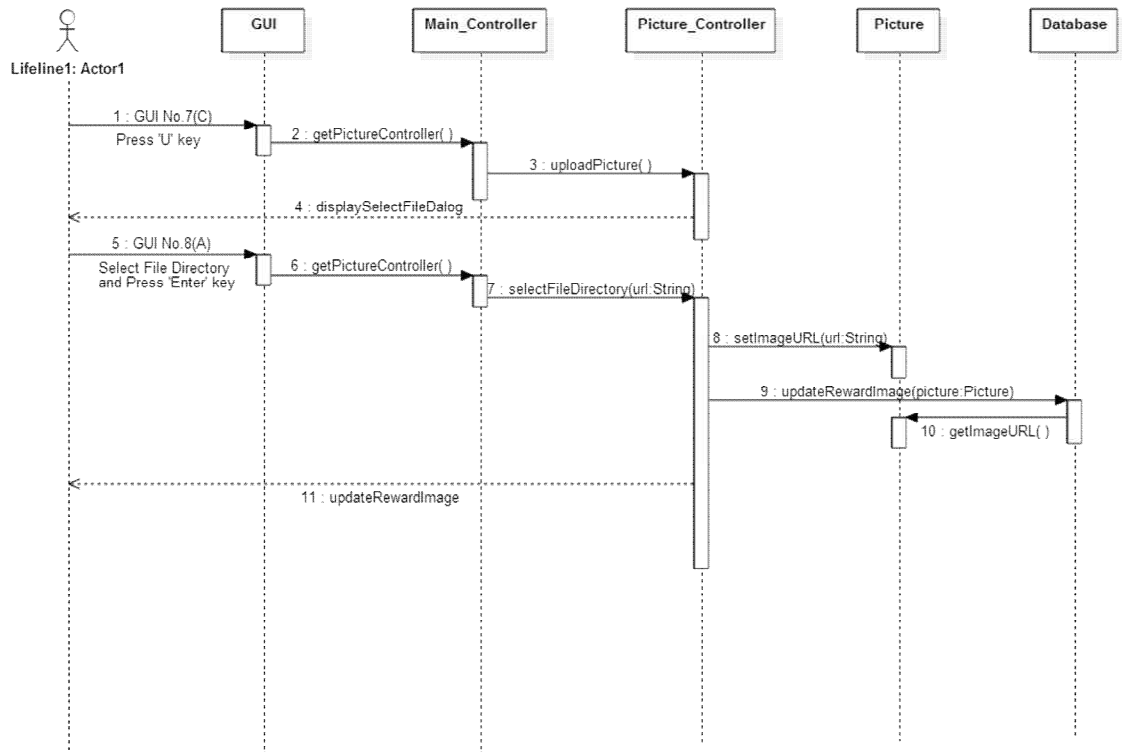 GUI
Main_Controller
Picture_Controller
Picture
Database
Lifeline1: Actor1
1 : GUI No.7(C)
Press 'U' key
2 : getPictureController( )
3 : uploadPicture( )
4 : displaySelectFileDalog
5 : GUI No.8(A)
Select File Directory
and Press 'Enter' key
6 : getPictureController( )
7 : selectFileDirectory(url:String)
8 : setImageURL(url:String)
9 : updateRewardImage(picture:Picture)
10 : getImageURL( )
11 : updateRewardImage